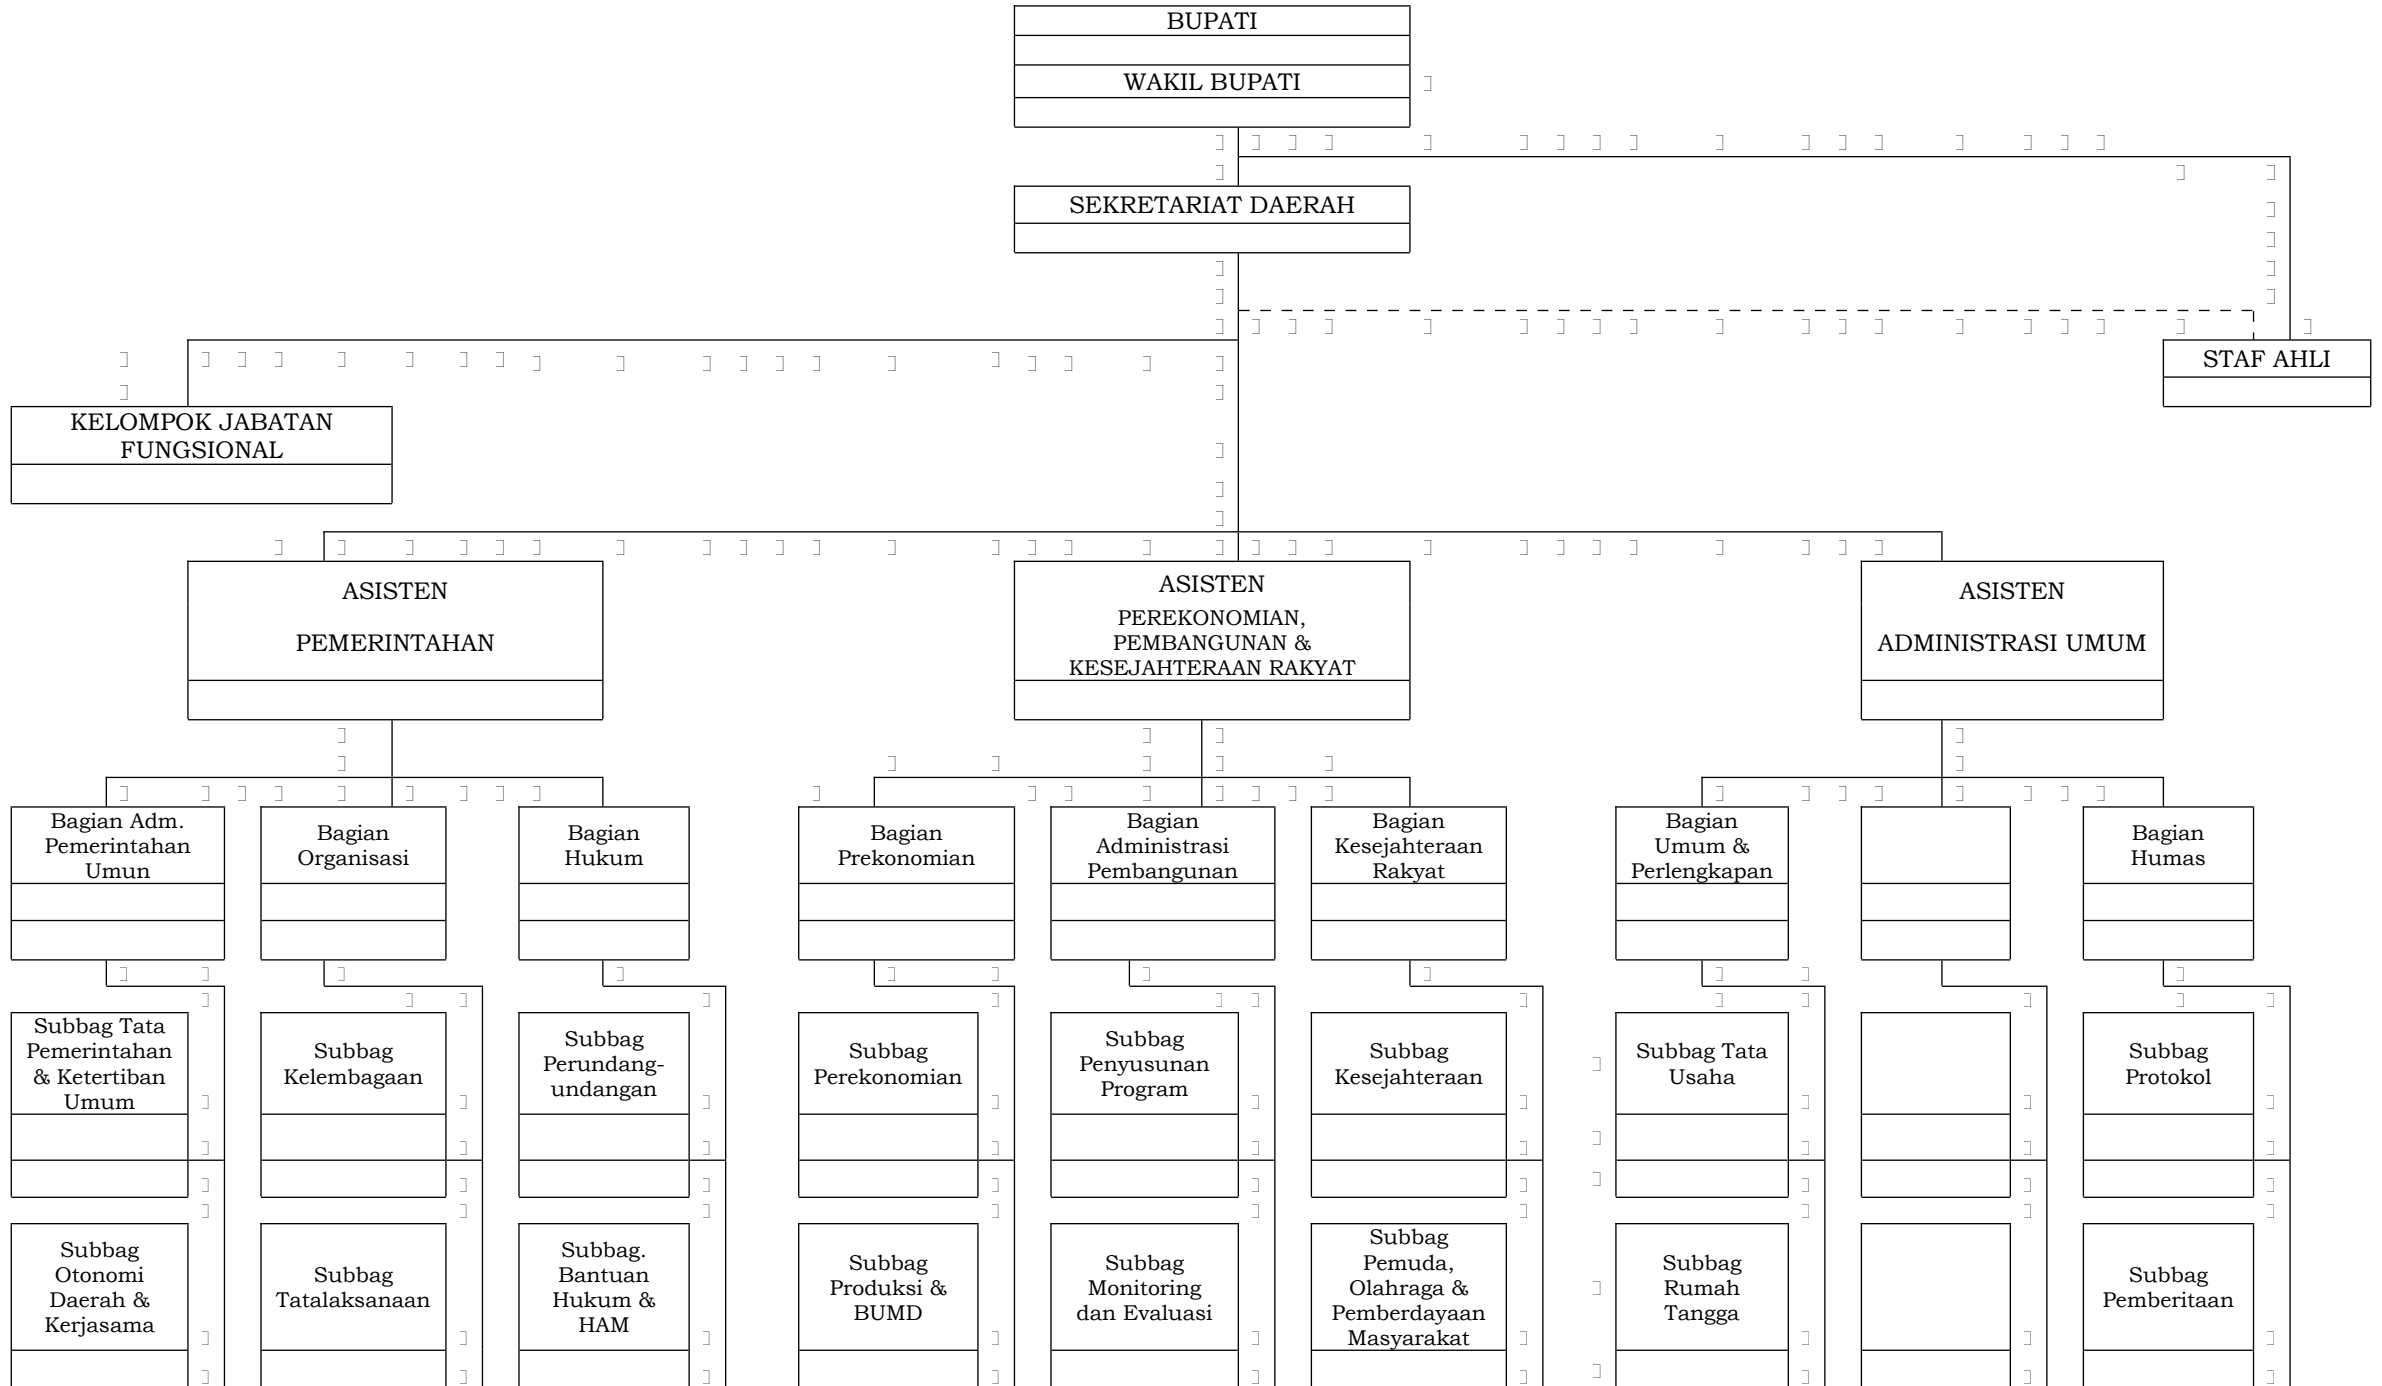 BUPATI
WAKIL BUPATI
SEKRETARIAT DAERAH
STAF AHLI
KELOMPOK JABATAN
FUNGSIONAL
ASISTEN
PEMERINTAHAN
ASISTEN
PEREKONOMIAN,
PEMBANGUNAN &
KESEJAHTERAAN RAKYAT
ASISTEN
ADMINISTRASI UMUM
Bagian Adm.
Pemerintahan
Umun
Bagian
Organisasi
Bagian
Hukum
Bagian
Prekonomian
Bagian
Administrasi
Pembangunan
Bagian
Kesejahteraan
Rakyat
Bagian
Umum &
Perlengkapan
Bagian
Humas
Subbag Tata
Pemerintahan
& Ketertiban
Umum
Subbag
Kelembagaan
Subbag
Perundang-
undangan
Subbag
Perekonomian
Subbag
Penyusunan
Program
Subbag
Kesejahteraan
Subbag Tata
Usaha
Subbag
Protokol
Subbag
Otonomi
Daerah &
Kerjasama
Subbag
Tatalaksanaan
Subbag.
Bantuan
Hukum &
HAM
Subbag
Produksi &
BUMD
Subbag
Monitoring
dan Evaluasi
Subbag
Pemuda,
Olahraga &
Pemberdayaan
Masyarakat
Subbag
Rumah
Tangga
Subbag
Pemberitaan